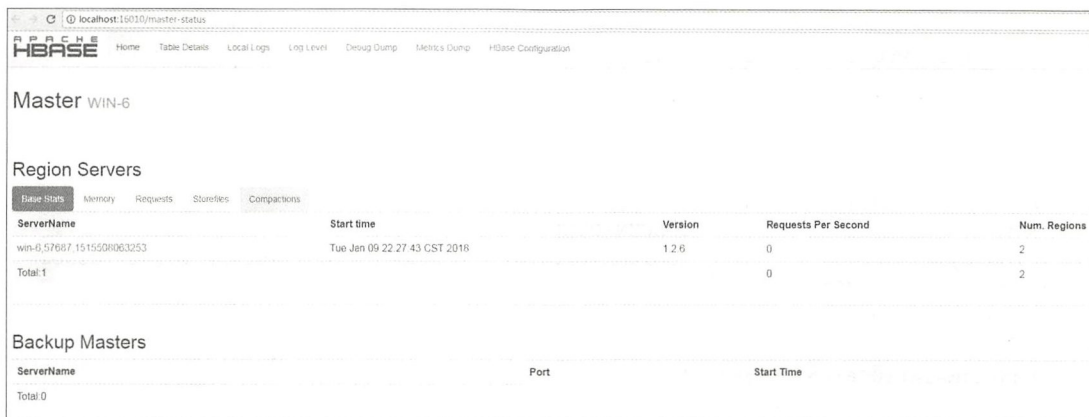 localhost:16010/master-status
APACHE
HBASE Home Table Details Local Logs Log Level Debug Dump Metrics Dump HBase Configuration
Master WIN-6
Region Servers
Base Stats Memory Requests Storefiles Compactions
ServerName Start time Version Requests Per Second Num. Regions
win-6,57687,1515508063253 Tue Jan 09 22:27:43 CST 2018 1.2.6 0 2
Total:1 0 2
Backup Masters
ServerName Port Start Time
Total:0